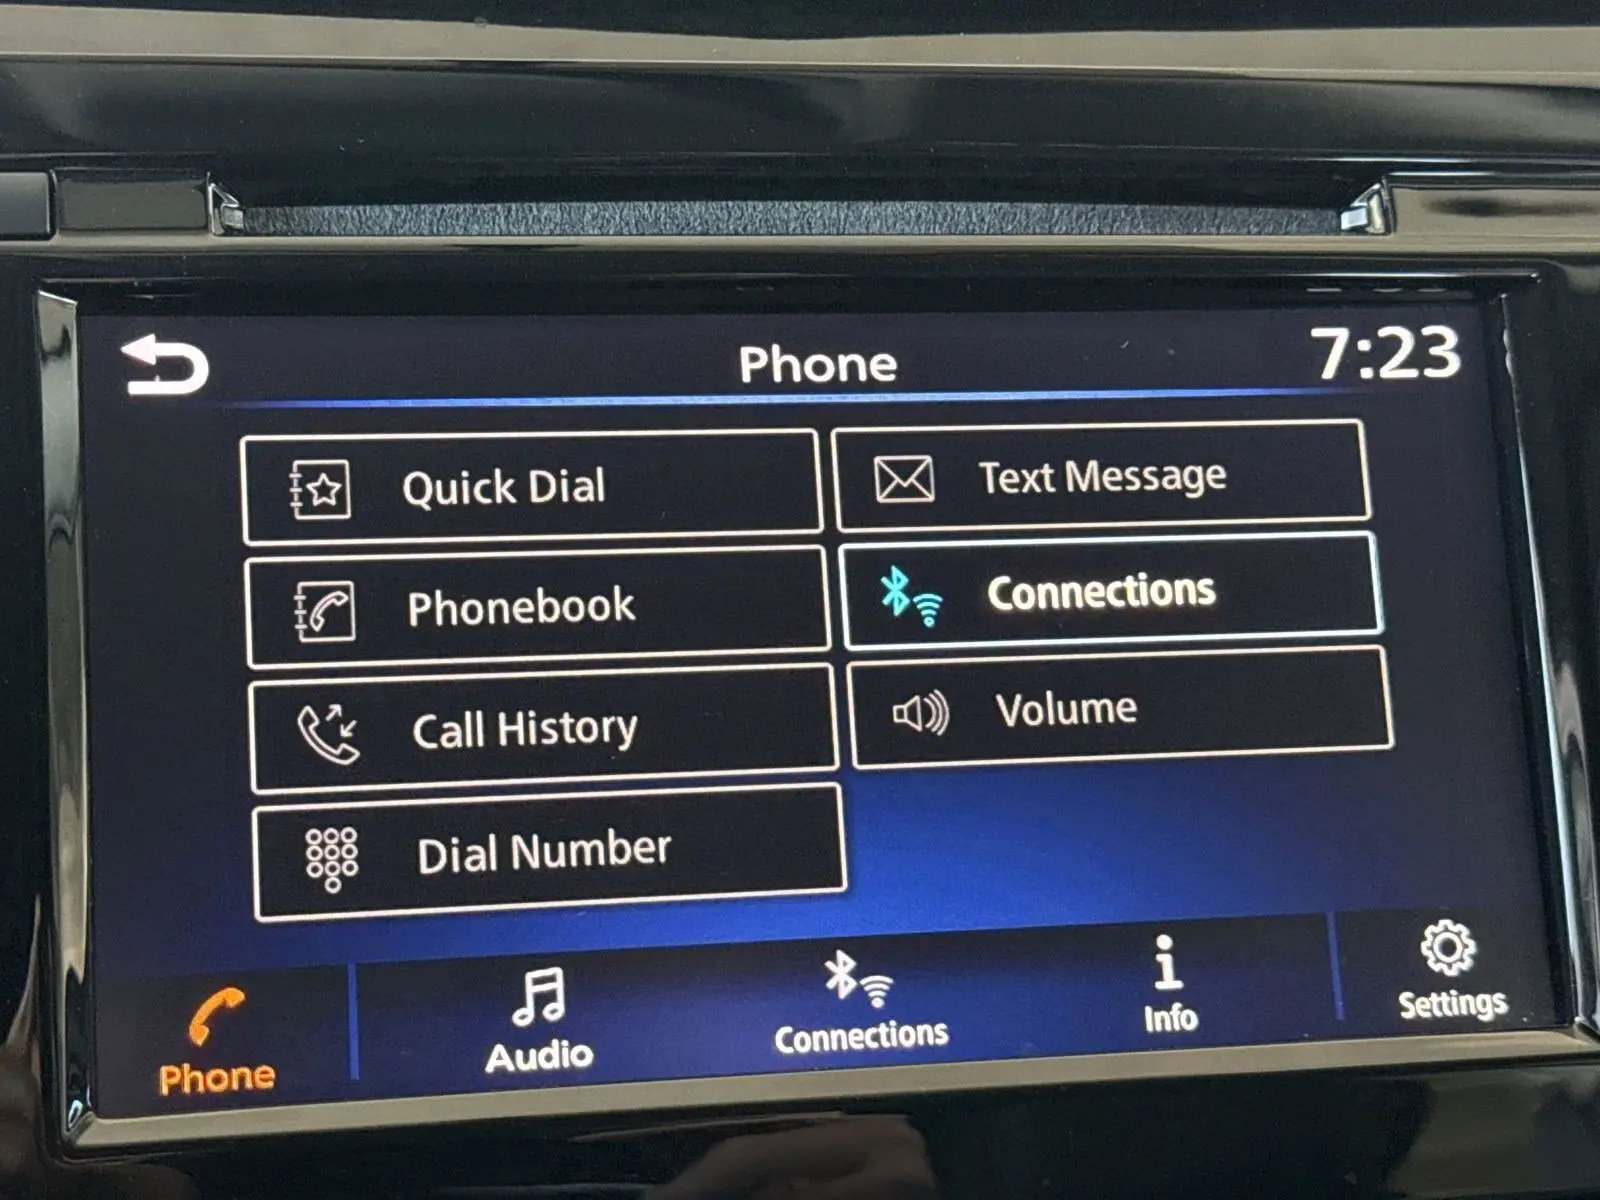 Phone
7:23
Quick Dial
Text Message
Phonebook
Connections
Call History
Volume
Dial Number
Phone
Audio
Connections
Info
Settings